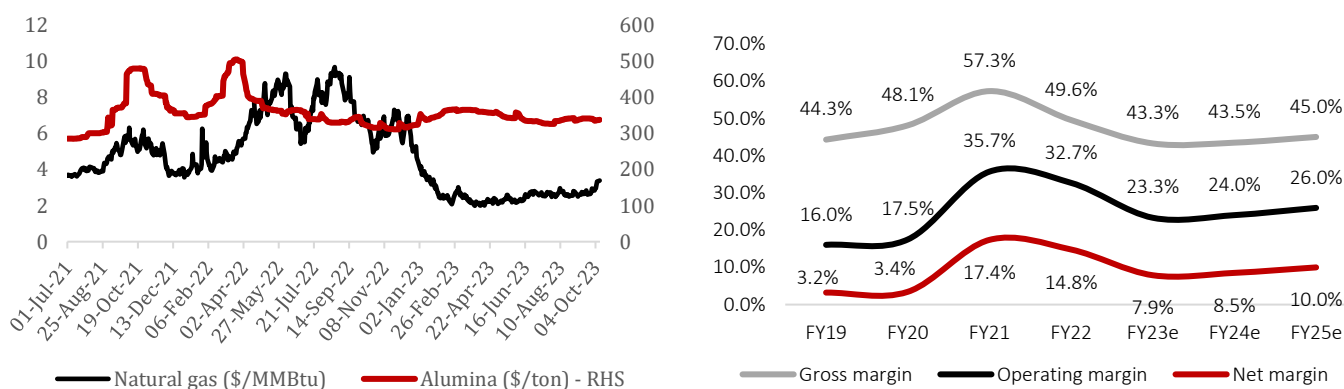 12
10
8
6
4
2
0
600
500
400
300
200
100
0
01-Jul-21
25-Aug-21
19-Oct-21
13-Dec-21
06-Feb-22
02-Apr-22
27-May-22
21-Jul-22
14-Sep-22
08-Nov-22
02-Jan-23
26-Feb-23
22-Apr-23
16-Jun-23
10-Aug-23
04-Oct-23
Natural gas ($/MMBtu)
Alumina ($/ton) - RHS
70.0%
60.0%
50.0%
40.0%
30.0%
20.0%
10.0%
0.0%
44.3%
48.1%
57.3%
49.6%
43.3%
43.5%
45.0%
16.0%
17.5%
35.7%
32.7%
23.3%
24.0%
26.0%
3.2%
3.4%
17.4%
14.8%
7.9%
8.5%
10.0%
FY19
FY20
FY21
FY22
FY23e
FY24e
FY25e
Gross margin
Operating margin
Net margin